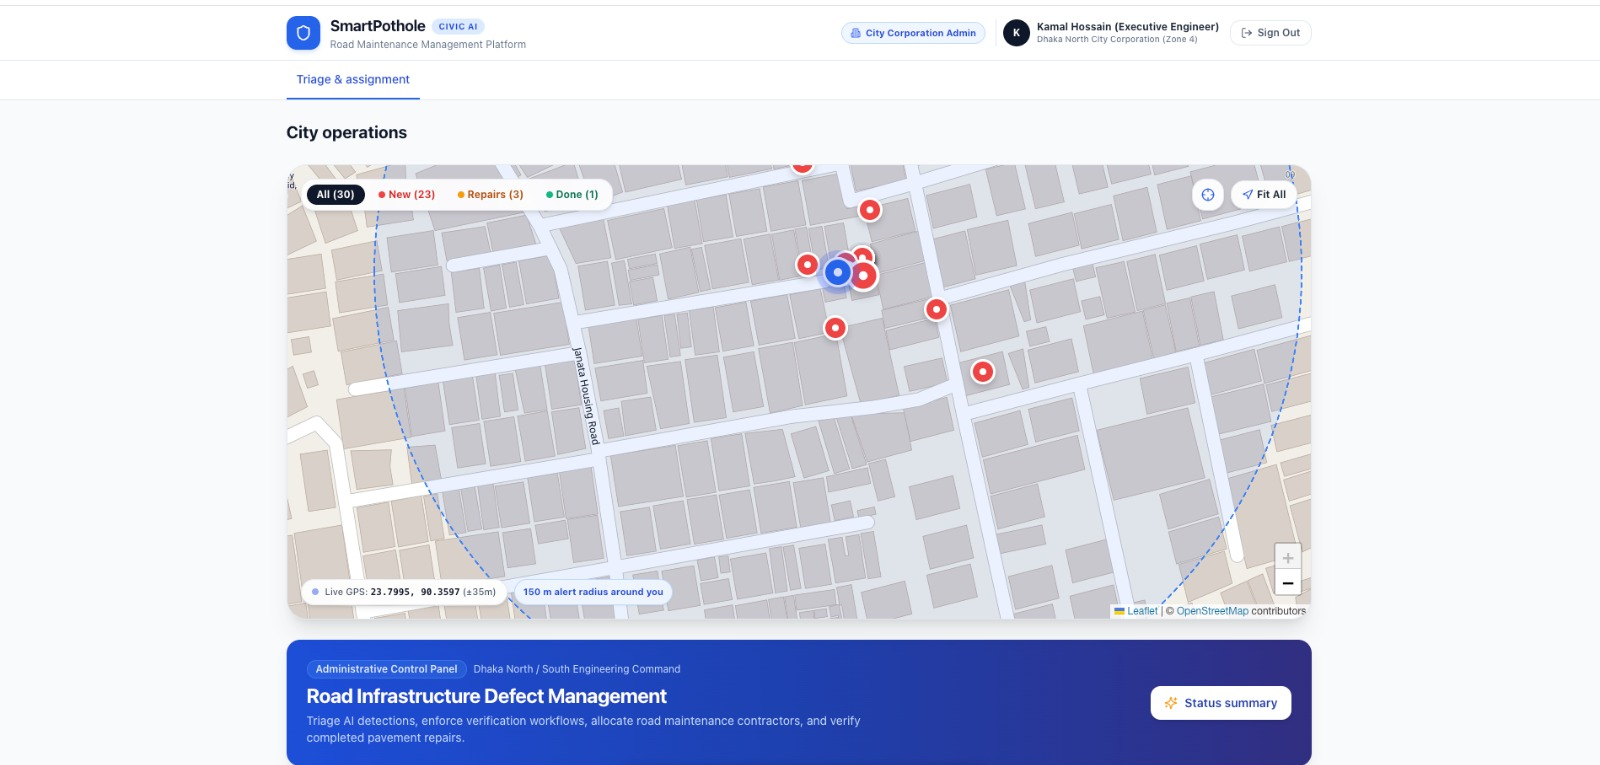 SmartPothole CIVIC AI
Road Maintenance Management Platform
City Corporation Admin
K
Kamal Hossain (Executive Engineer)
Dhaka North City Corporation (Zone 4)
Sign Out
Triage & assignment
City operations
All (30)
New (23)
Repairs (3)
Done (1)
Fit All
Janata Housing Road
+
−
Live GPS: 23.7995, 90.3597 (±35m)
150 m alert radius around you
Leaflet | © OpenStreetMap contributors
Administrative Control Panel
Dhaka North / South Engineering Command
Road Infrastructure Defect Management
Triage AI detections, enforce verification workflows, allocate road maintenance contractors, and verify
completed pavement repairs.
Status summary